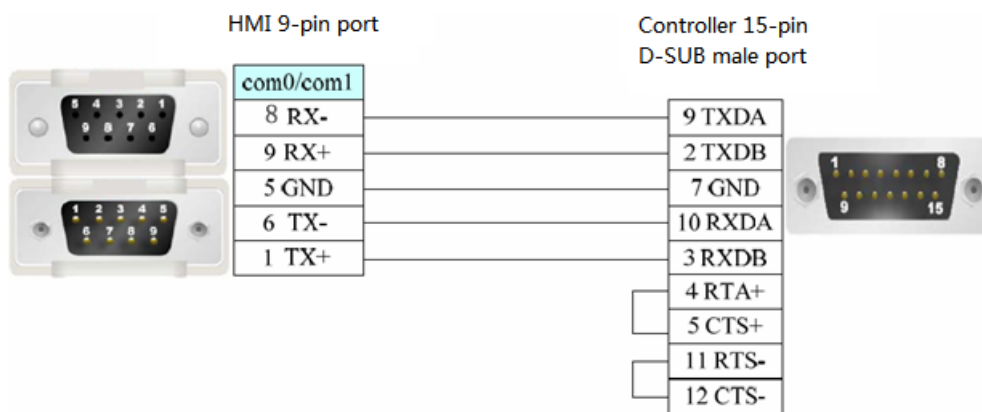 HMI 9-pin port
Controller 15-pin
D-SUB male port
com0/com1
8 RX-
9 RX+
5 GND
6 TX-
1 TX+
9 TXDA
2 TXDB
7 GND
10 RXDA
3 RXDB
4 RTA+
5 CTS+
11 RTS-
12 CTS-
5 4 3 2 1
9 8 7 6
1 2 3 4 5
6 7 8 9
1 8
9 15